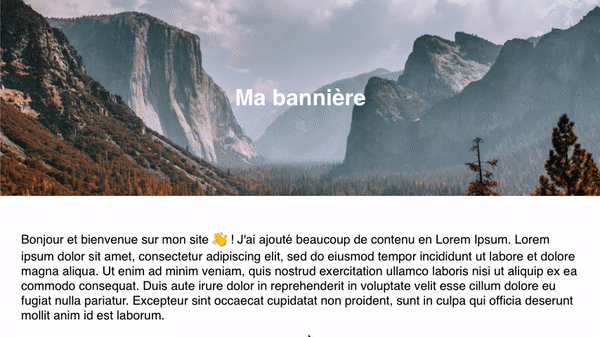 Ma bannière
Bonjour et bienvenue sur mon site 👋 ! J'ai ajouté beaucoup de contenu en Lorem Ipsum. Lorem
ipsum dolor sit amet, consectetur adipiscing elit, sed do eiusmod tempor incididunt ut labore et dolore
magna aliqua. Ut enim ad minim veniam, quis nostrud exercitation ullamco laboris nisi ut aliquip ex ea
commodo consequat. Duis aute irure dolor in reprehenderit in voluptate velit esse cillum dolore eu
fugiat nulla pariatur. Excepteur sint occaecat cupidatat non proident, sunt in culpa qui officia deserunt
mollit anim id est laborum.